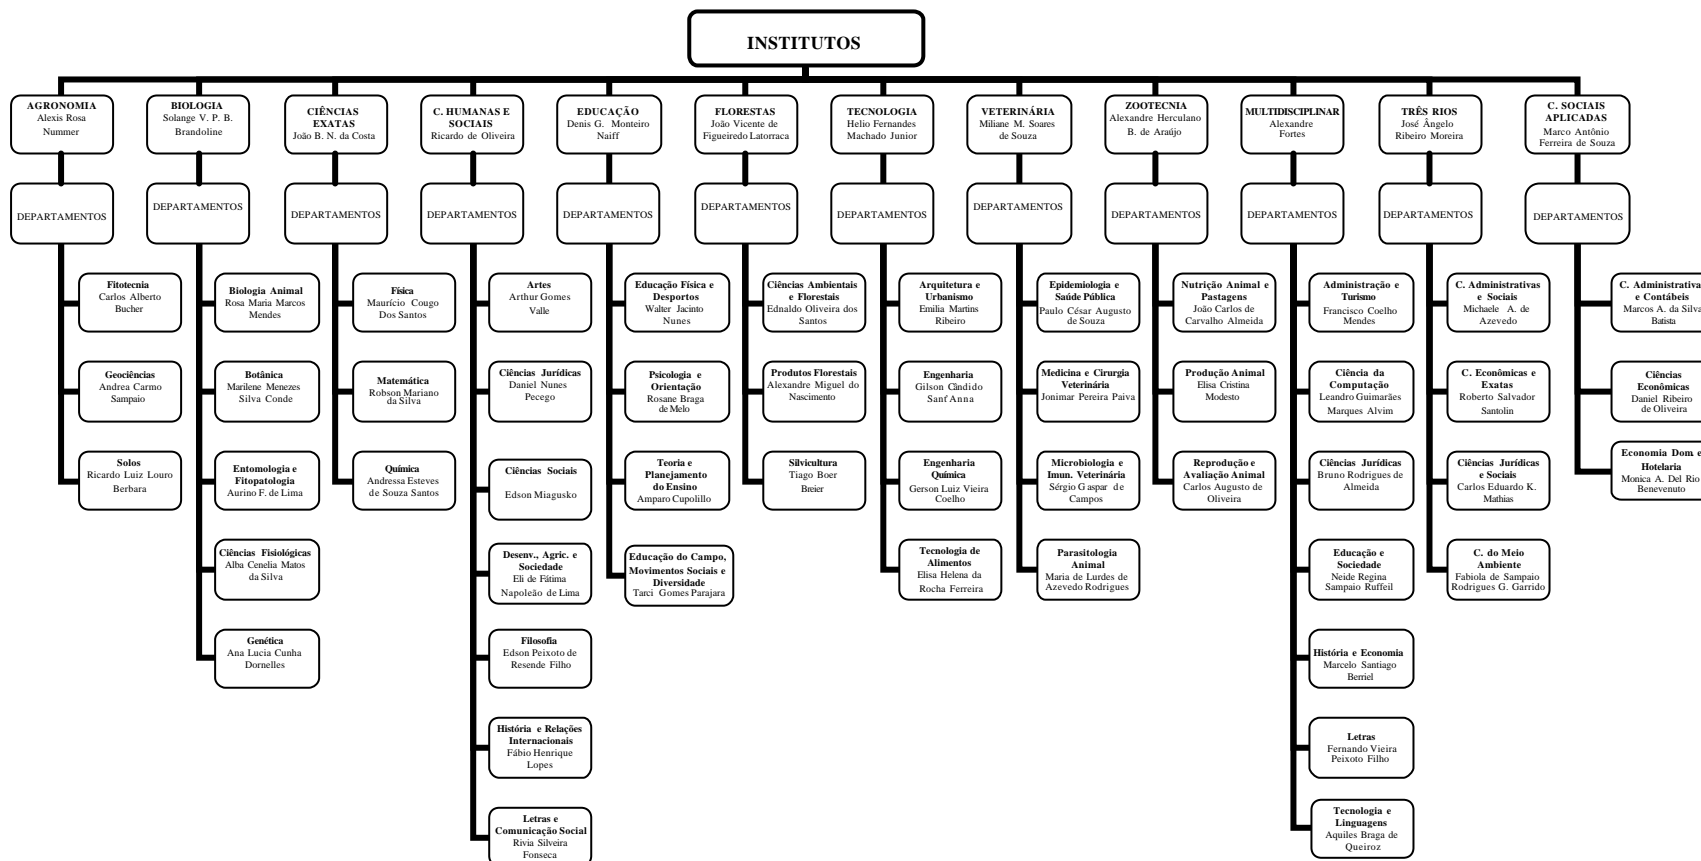 INSTITUTOS
AGRONOMIA
Alexis Rosa
Nummer
BIOLOGIA
Solange V. P. B.
Brandoline
CIÊNCIAS
EXATAS
João B. N. da Costa
C. HUMANAS E
SOCIAIS
Ricardo de Oliveira
EDUCAÇÃO
Denis G. Monteiro
Naiff
FLORESTAS
João Vicente de
Figueiredo Latorraca
TECNOLOGIA
Helio Fernandes
Machado Junior
VETERINÁRIA
Miliane M. Soares
de Souza
ZOOTECNIA
Alexandre Herculano
B. de Araújo
MULTIDISCIPLINAR
Alexandre
Fortes
TRÊS RIOS
José Ângelo
Ribeiro Moreira
C. SOCIAIS
APLICADAS
Marco Antônio
Ferreira de Souza
DEPARTAMENTOS
DEPARTAMENTOS
DEPARTAMENTOS
DEPARTAMENTOS
DEPARTAMENTOS
DEPARTAMENTOS
DEPARTAMENTOS
DEPARTAMENTOS
DEPARTAMENTOS
DEPARTAMENTOS
DEPARTAMENTOS
DEPARTAMENTOS
Fitotecnia
Carlos Alberto
Bucher
Biologia Animal
Rosa Maria Marcos
Mendes
Física
Maurício Cougo
Dos Santos
Artes
Arthur Gomes
Valle
Educação Física e
Desportos
Walter Jacinto
Nunes
Ciências Ambientais
e Florestais
Ednaldo Oliveira dos
Santos
Arquitetura e
Urbanismo
Emilia Martins
Ribeiro
Epidemiologia e
Saúde Pública
Paulo César Augusto
de Souza
Nutrição Animal e
Pastagens
João Carlos de
Carvalho Almeida
Administração e
Turismo
Francisco Coelho
Mendes
C. Administrativas
e Sociais
Michaele A. de
Azevedo
C. Administrativa
e Contábeis
Marcos A. da Silva
Batista
Geociências
Andrea Carmo
Sampaio
Botânica
Marilene Menezes
Silva Conde
Matemática
Robson Mariano
da Silva
Ciências Jurídicas
Daniel Nunes
Pecego
Psicologia e
Orientação
Rosane Braga
de Melo
Produtos Florestais
Alexandre Miguel do
Nascimento
Engenharia
Gilson Cândido
Sant'Anna
Medicina e Cirurgia
Veterinária
Jonimar Pereira Paiva
Produção Animal
Elisa Cristina
Modesto
Ciência da
Computação
Leandro Guimarães
Marques Alvim
C. Econômicas e
Exatas
Roberto Salvador
Santolin
Ciências
Econômicas
Daniel Ribeiro
de Oliveira
Solos
Ricardo Luiz Louro
Berbara
Entomologia e
Fitopatologia
Aurino F. de Lima
Química
Andressa Esteves
de Souza Santos
Ciências Sociais
Edson Miagusko
Teoria e
Planejamento
do Ensino
Amparo Cupolillo
Silvicultura
Tiago Boer
Breier
Engenharia
Química
Gerson Luiz Vieira
Coelho
Microbiologia e
Imun. Veterinária
Sérgio Gaspar de
Campos
Reprodução e
Avaliação Animal
Carlos Augusto de
Oliveira
Ciências Jurídicas
Bruno Rodrigues de
Almeida
Ciências Jurídicas
e Sociais
Carlos Eduardo K.
Mathias
Economia Dom. e
Hotelaria
Monica A. Del Rio
Benevenuto
Ciências Fisiológicas
Alba Cenelia Matos
da Silva
Desenv., Agric. e
Sociedade
Eli de Fátima
Napoleão de Lima
Educação do Campo,
Movimentos Sociais e
Diversidade
Tarci Gomes Parajara
Tecnologia de
Alimentos
Elisa Helena da
Rocha Ferreira
Parasitologia
Animal
Maria de Lurdes de
Azevedo Rodrigues
Educação e
Sociedade
Neide Regina
Sampaio Ruffeil
C. do Meio
Ambiente
Fabiola de Sampaio
Rodrigues G. Garrido
Genética
Ana Lucia Cunha
Dornelles
Filosofia
Edson Peixoto de
Resende Filho
História e Economia
Marcelo Santiago
Berriel
História e Relações
Internacionais
Fábio Henrique
Lopes
Letras
Fernando Vieira
Peixoto Filho
Letras e
Comunicação Social
Rivia Silveira
Fonseca
Tecnologia e
Linguagens
Aquiles Braga de
Queiroz